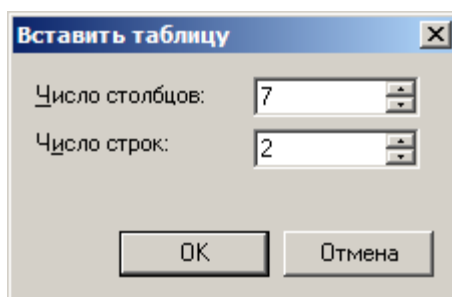 Вставить таблицу
Число столбцов: 7
Число строк: 2
OK Отмена